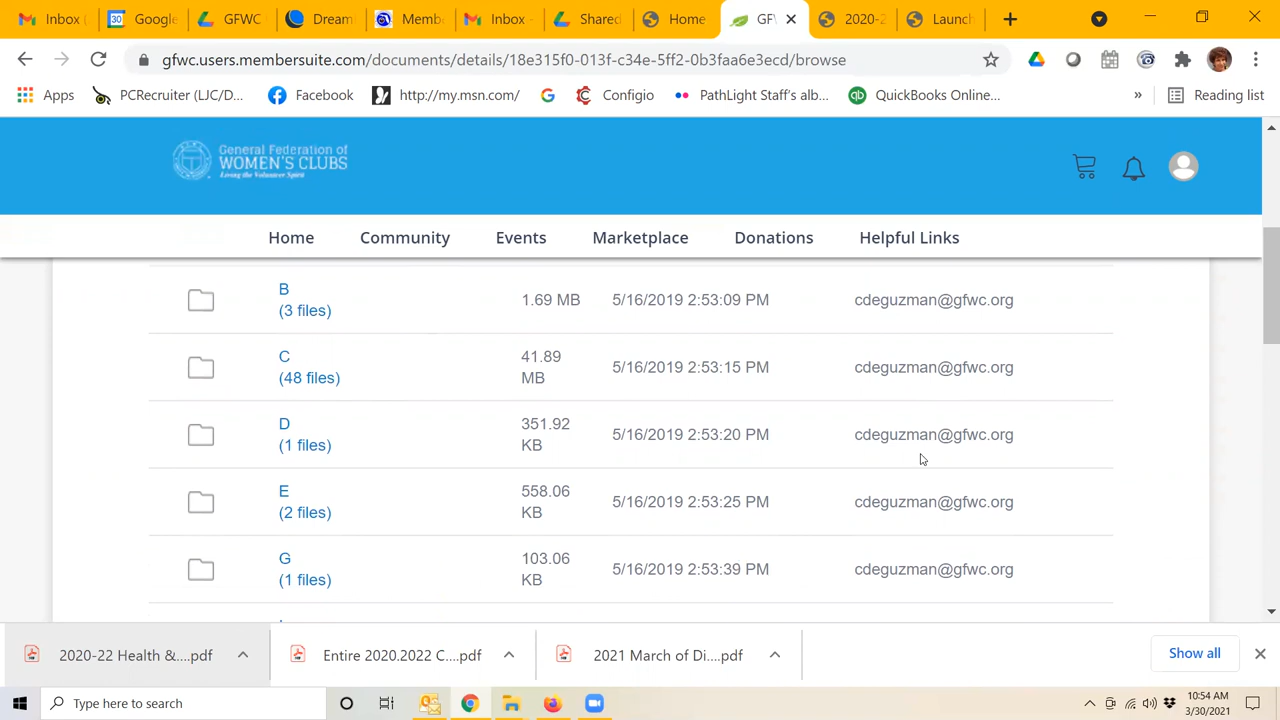 Inbox (
Google
GFWC
Dream
Memb
Inbox -
Shared
Home
GFW
2020-2
Launch
gfwc.users.membersuite.com/documents/details/18e315f0-013f-c34e-5ff2-0b3faa6e3ecd/browse
Apps
PCRecruiter (LJC/D...
Facebook
http://my.msn.com/
Configio
PathLight Staff's alb...
QuickBooks Online...
»
Reading list
General Federation of
WOMEN'S CLUBS
Living the Volunteer Spirit
Home
Community
Events
Marketplace
Donations
Helpful Links
B
(3 files)
1.69 MB
5/16/2019 2:53:09 PM
cdeguzman@gfwc.org
C
(48 files)
41.89
MB
5/16/2019 2:53:15 PM
cdeguzman@gfwc.org
D
(1 files)
351.92
KB
5/16/2019 2:53:20 PM
cdeguzman@gfwc.org
E
(2 files)
558.06
KB
5/16/2019 2:53:25 PM
cdeguzman@gfwc.org
G
(1 files)
103.06
KB
5/16/2019 2:53:39 PM
cdeguzman@gfwc.org
2020-22 Health &....pdf
Entire 2020.2022 C....pdf
2021 March of Di....pdf
Show all
Type here to search
10:54 AM
3/30/2021